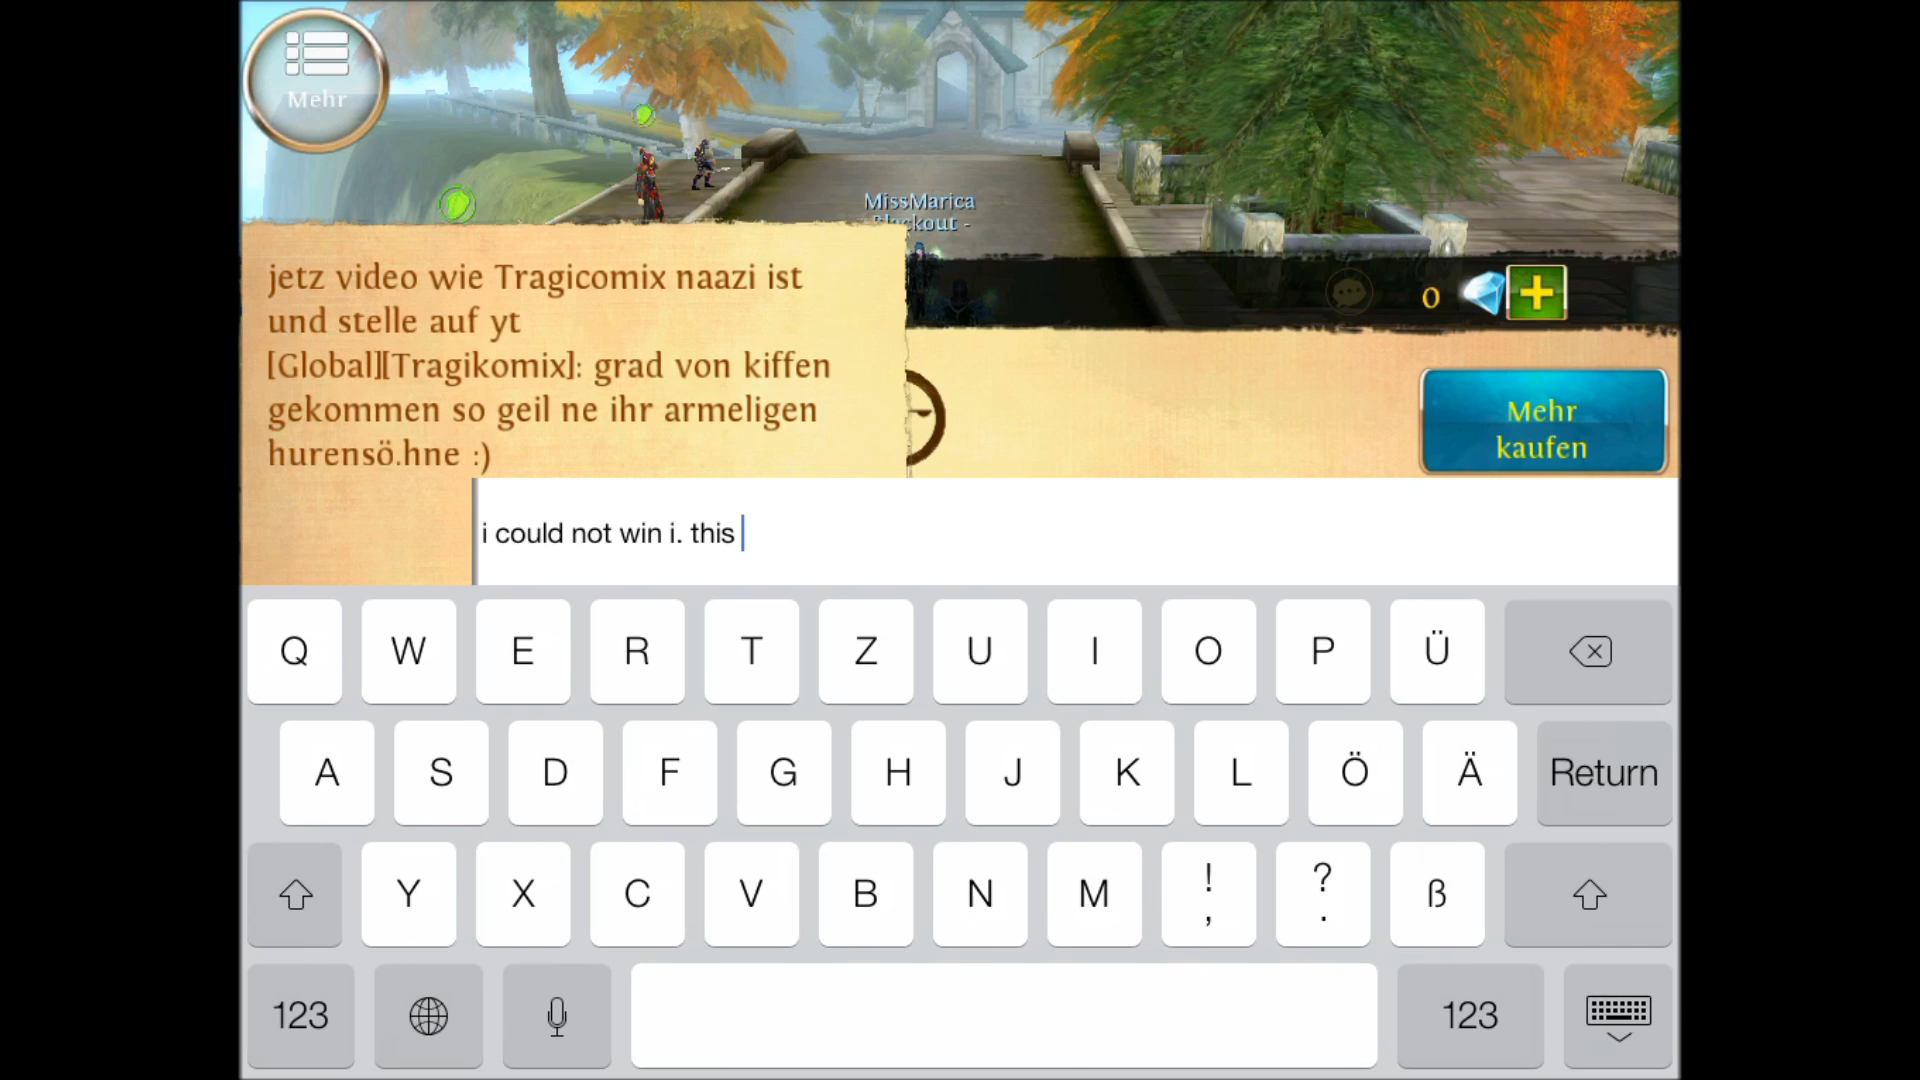 Mehr
MissMarica
Blackout -
jetz video wie Tragicomix naazi ist
und stelle auf yt
[Global][Tragikomix]: grad von kiffen
gekommen so geil ne ihr armeligen
hurensö.hne :)
0
Mehr
kaufen
i could not win i. this
Q W E R T Z U I O P Ü
A S D F G H J K L Ö Ä Return
Y X C V B N M ! , ? . ß
123 123